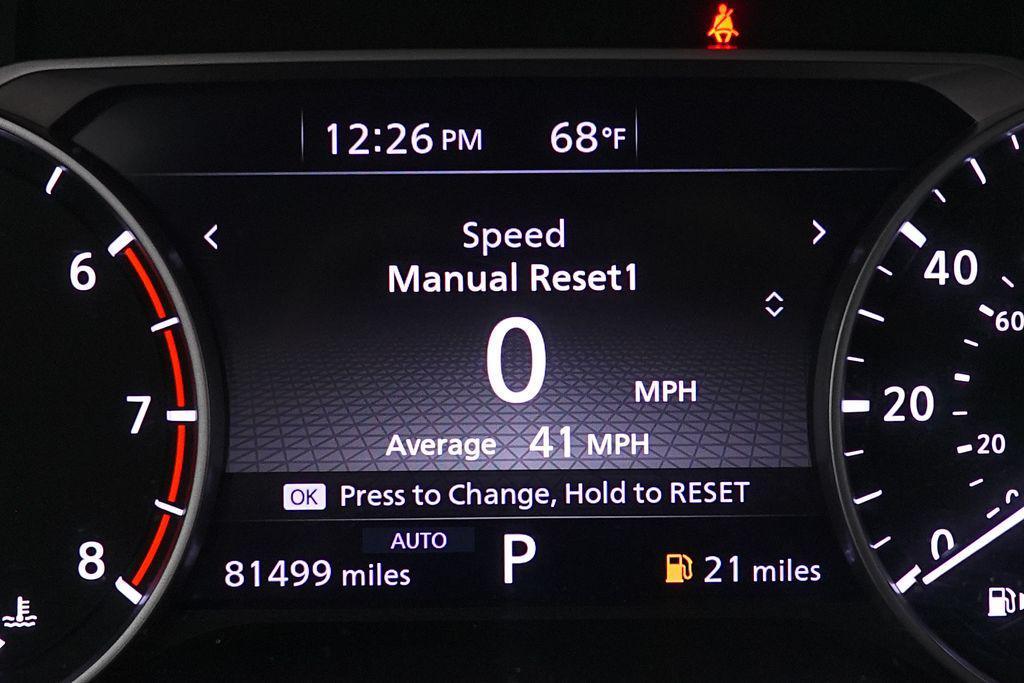 12:26 PM 68°F
Speed
Manual Reset1
0 MPH
Average 41 MPH
OK Press to Change, Hold to RESET
AUTO
81499 miles P 21 miles
6
7
8
40
60
20
20
0
0